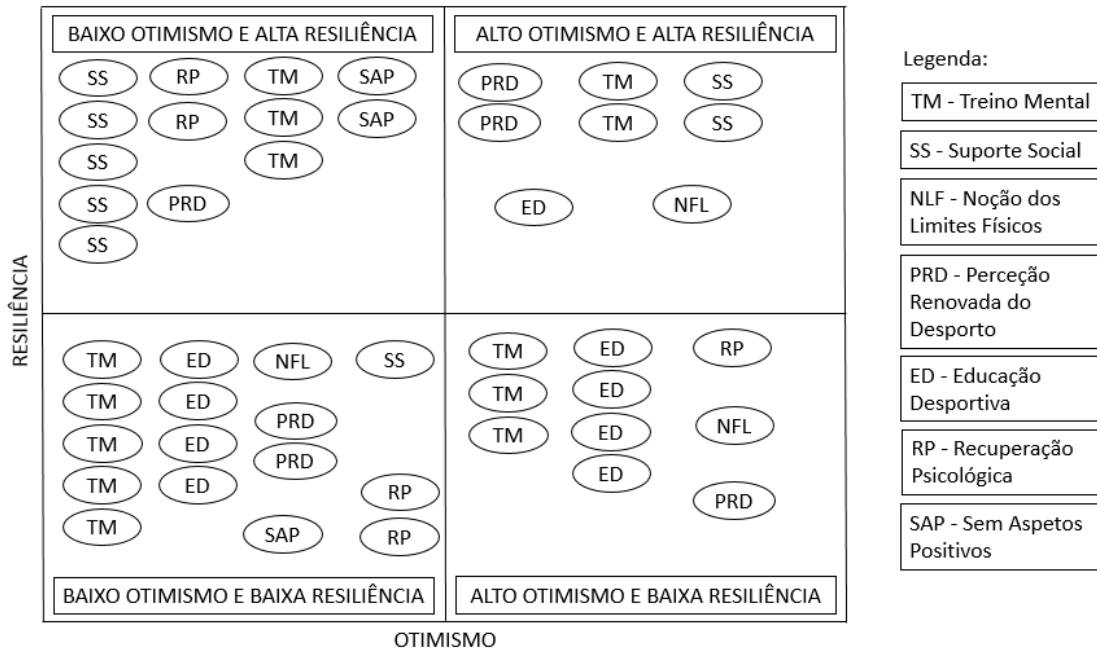 BAIXO OTIMISMO E ALTA RESILIÊNCIA
SS RP TM SAP
SS RP TM SAP
SS TM
SS PRD
SS
ALTO OTIMISMO E ALTA RESILIÊNCIA
PRD TM SS
PRD TM SS
ED NFL
RESILIÊNCIA
TM ED NFL SS
TM ED PRD
TM ED PRD
TM ED RP
TM SAP RP
BAIXO OTIMISMO E BAIXA RESILIÊNCIA
TM ED RP
TM ED
TM ED NFL
ED
PRD
ALTO OTIMISMO E BAIXA RESILIÊNCIA
OTIMISMO
Legenda:
TM - Treino Mental
SS - Suporte Social
NLF - Noção dos
Limites Físicos
PRD - Perceção
Renovada do
Desporto
ED - Educação
Desportiva
RP - Recuperação
Psicológica
SAP - Sem Aspetos
Positivos